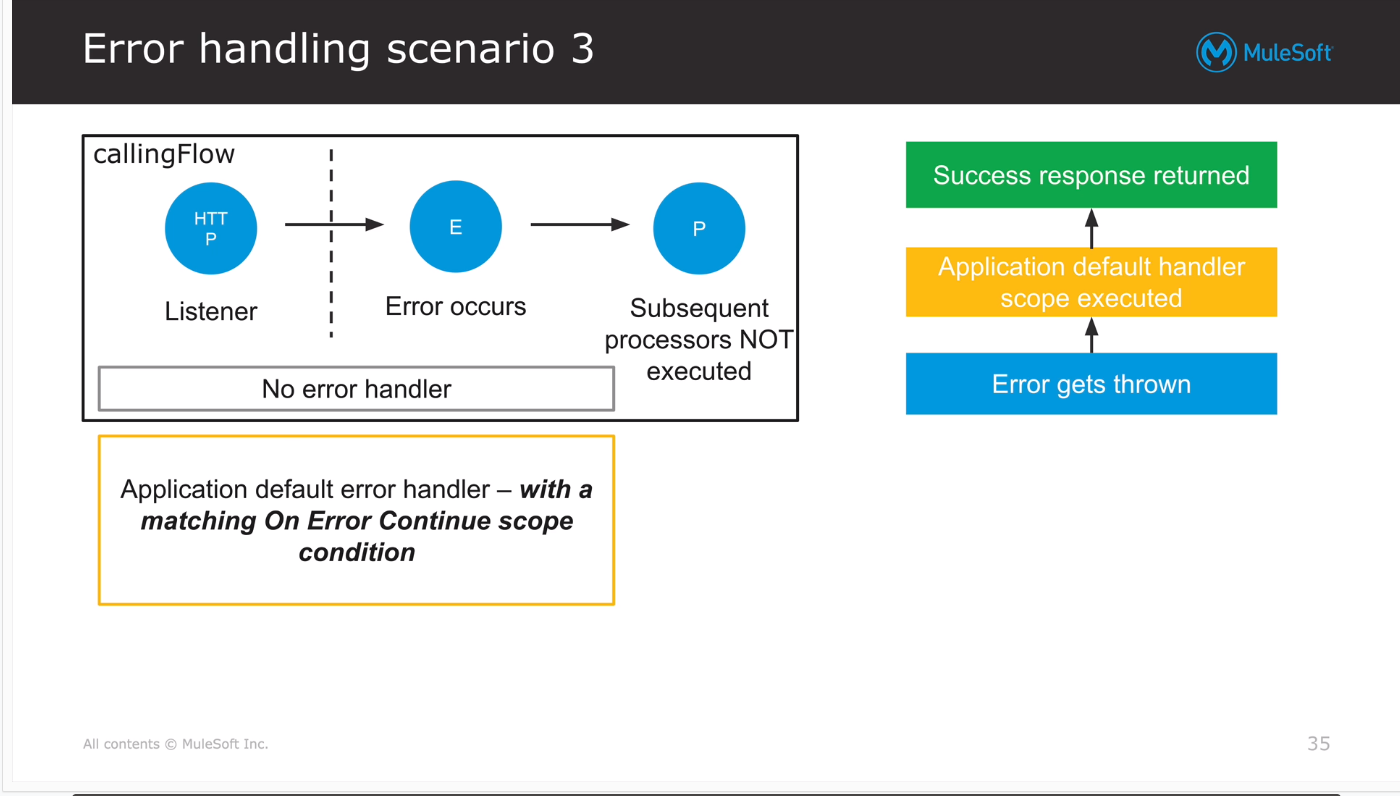 Error handling scenario 3
MuleSoft
callingFlow
HTT
P
E
P
Listener
Error occurs
Subsequent
processors NOT
executed
No error handler
Application default error handler – with a
matching On Error Continue scope
condition
Success response returned
Application default handler
scope executed
Error gets thrown
All contents © MuleSoft Inc.
35